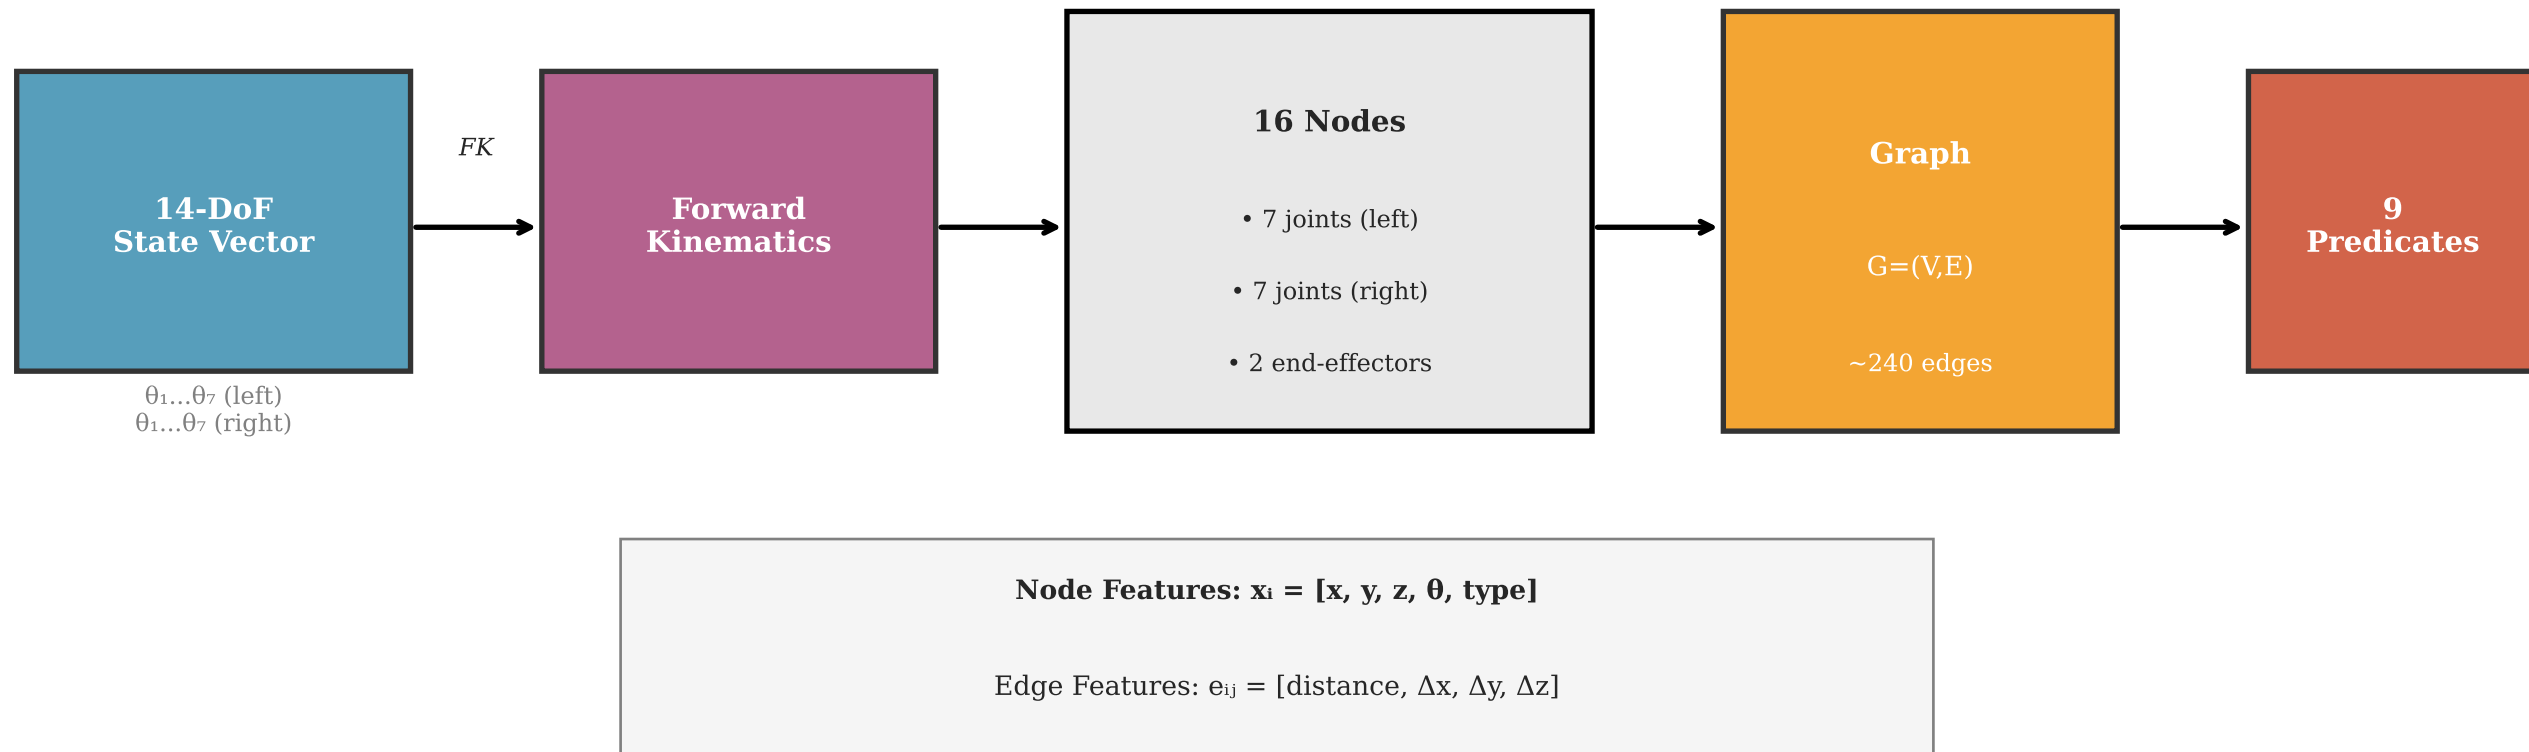 14-DoF
State Vector
θ₁...θ₇ (left)
θ₁...θ₇ (right)
FK
Forward
Kinematics
16 Nodes
• 7 joints (left)
• 7 joints (right)
• 2 end-effectors
Graph
G=(V,E)
~240 edges
9
Predicates
Node Features: xᵢ = [x, y, z, θ, type]
Edge Features: eᵢⱼ = [distance, Δx, Δy, Δz]